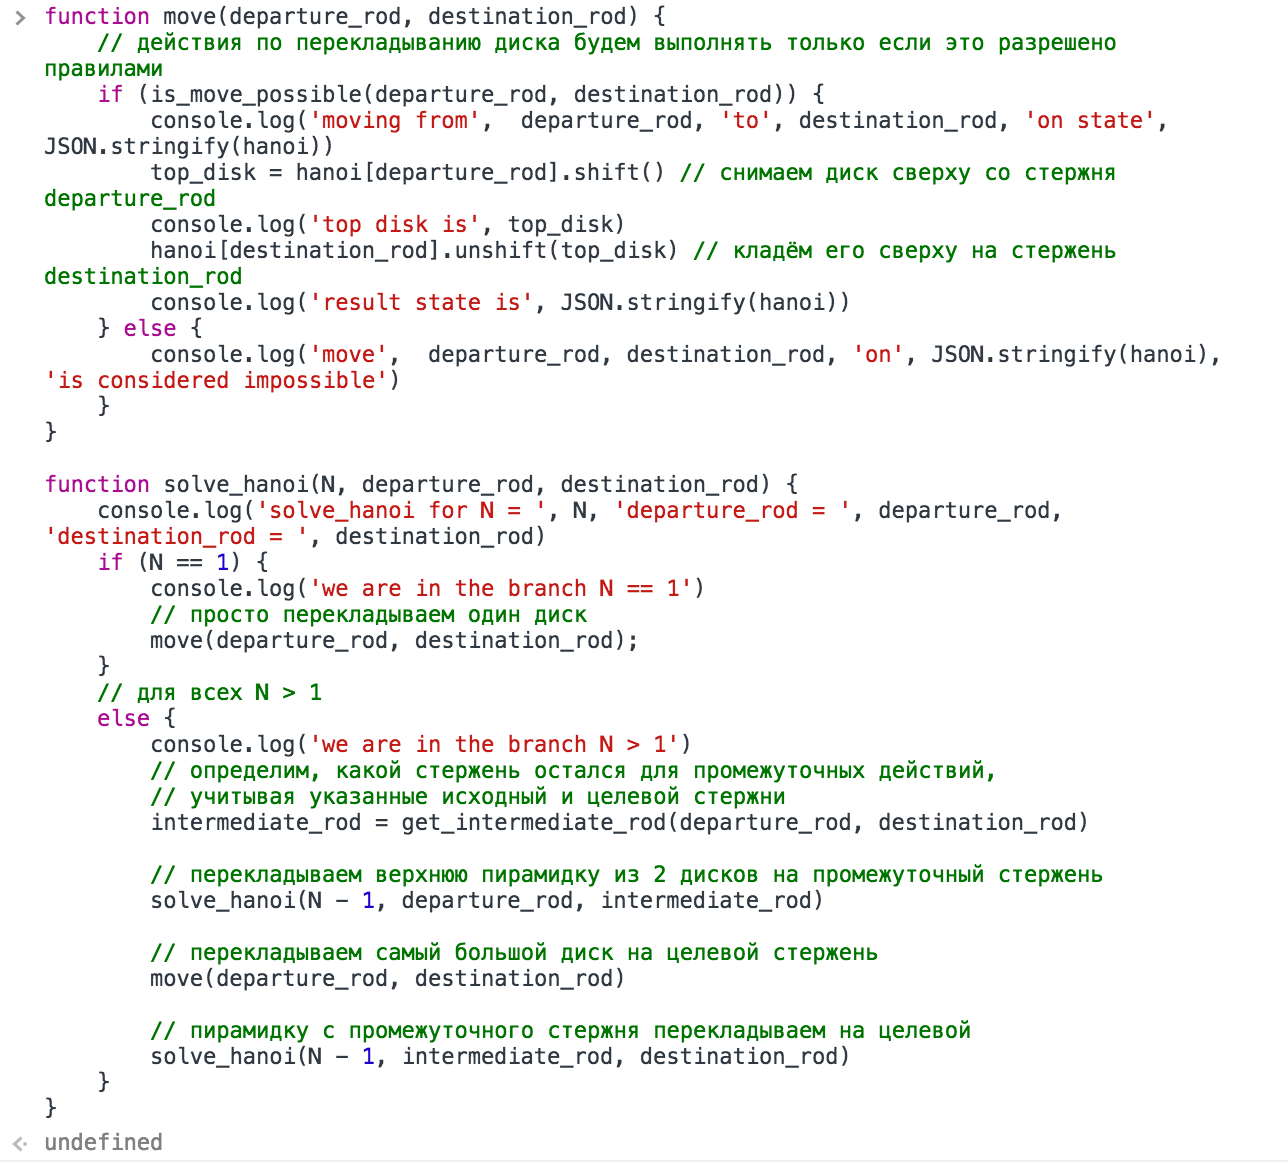 function move(departure_rod, destination_rod) {
    // действия по перекладыванию диска будем выполнять только если это разрешено
правилами
    if (is_move_possible(departure_rod, destination_rod)) {
        console.log('moving from',  departure_rod, 'to', destination_rod, 'on state',
JSON.stringify(hanoi))
        top_disk = hanoi[departure_rod].shift() // снимаем диск сверху со стержня
departure_rod
        console.log('top disk is', top_disk)
        hanoi[destination_rod].unshift(top_disk) // кладём его сверху на стержень
destination_rod
        console.log('result state is', JSON.stringify(hanoi))
    } else {
        console.log('move',  departure_rod, destination_rod, 'on', JSON.stringify(hanoi),
'is considered impossible')
    }
}

function solve_hanoi(N, departure_rod, destination_rod) {
    console.log('solve_hanoi for N = ', N, 'departure_rod = ', departure_rod,
'destination_rod = ', destination_rod)
    if (N == 1) {
        console.log('we are in the branch N == 1')
        // просто перекладываем один диск
        move(departure_rod, destination_rod);
    }
    // для всех N > 1
    else {
        console.log('we are in the branch N > 1')
        // определим, какой стержень остался для промежуточных действий,
        // учитывая указанные исходный и целевой стержни
        intermediate_rod = get_intermediate_rod(departure_rod, destination_rod)

        // перекладываем верхнюю пирамидку из 2 дисков на промежуточный стержень
        solve_hanoi(N - 1, departure_rod, intermediate_rod)

        // перекладываем самый большой диск на целевой стержень
        move(departure_rod, destination_rod)

        // пирамидку с промежуточного стержня перекладываем на целевой
        solve_hanoi(N - 1, intermediate_rod, destination_rod)
    }
}
undefined